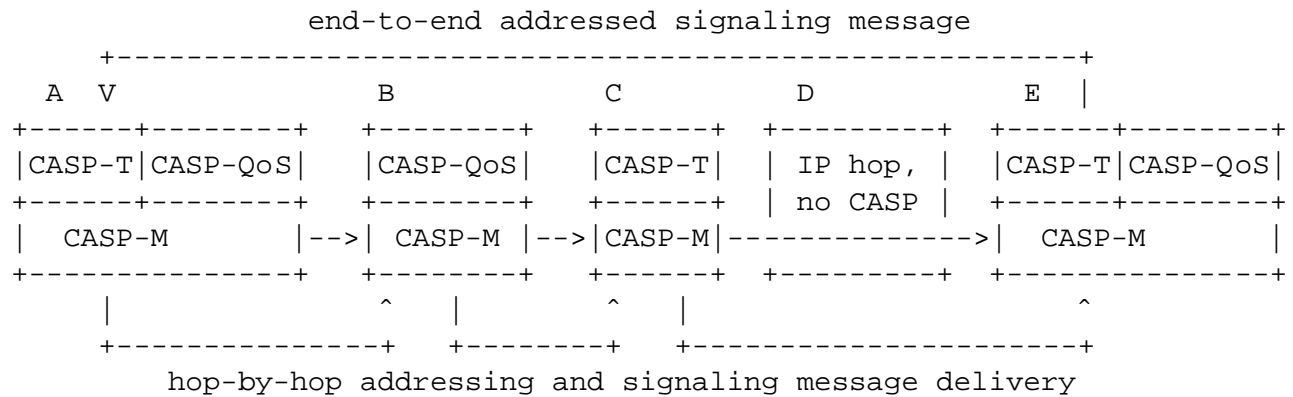 end-to-end addressed signaling message
A V B C D E
CASP-T CASP-QoS CASP-QoS CASP-T IP hop, CASP-T CASP-QoS
no CASP
CASP-M CASP-M CASP-M CASP-M
hop-by-hop addressing and signaling message delivery